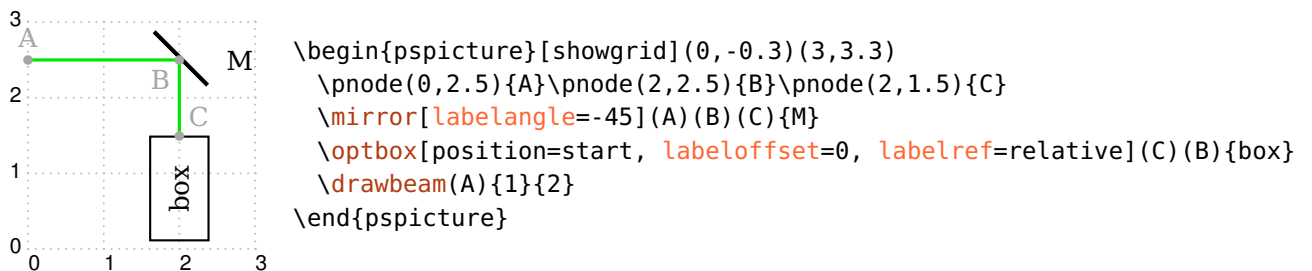 3
A
M
B
2
C
1
box
0
0 1 2 3
\begin{pspicture}[showgrid](0,-0.3)(3,3.3)
  \pnode(0,2.5){A}\pnode(2,2.5){B}\pnode(2,1.5){C}
  \mirror[labelangle=-45](A)(B)(C){M}
  \optbox[position=start, labeloffset=0, labelref=relative](C)(B){box}
  \drawbeam(A){1}{2}
\end{pspicture}